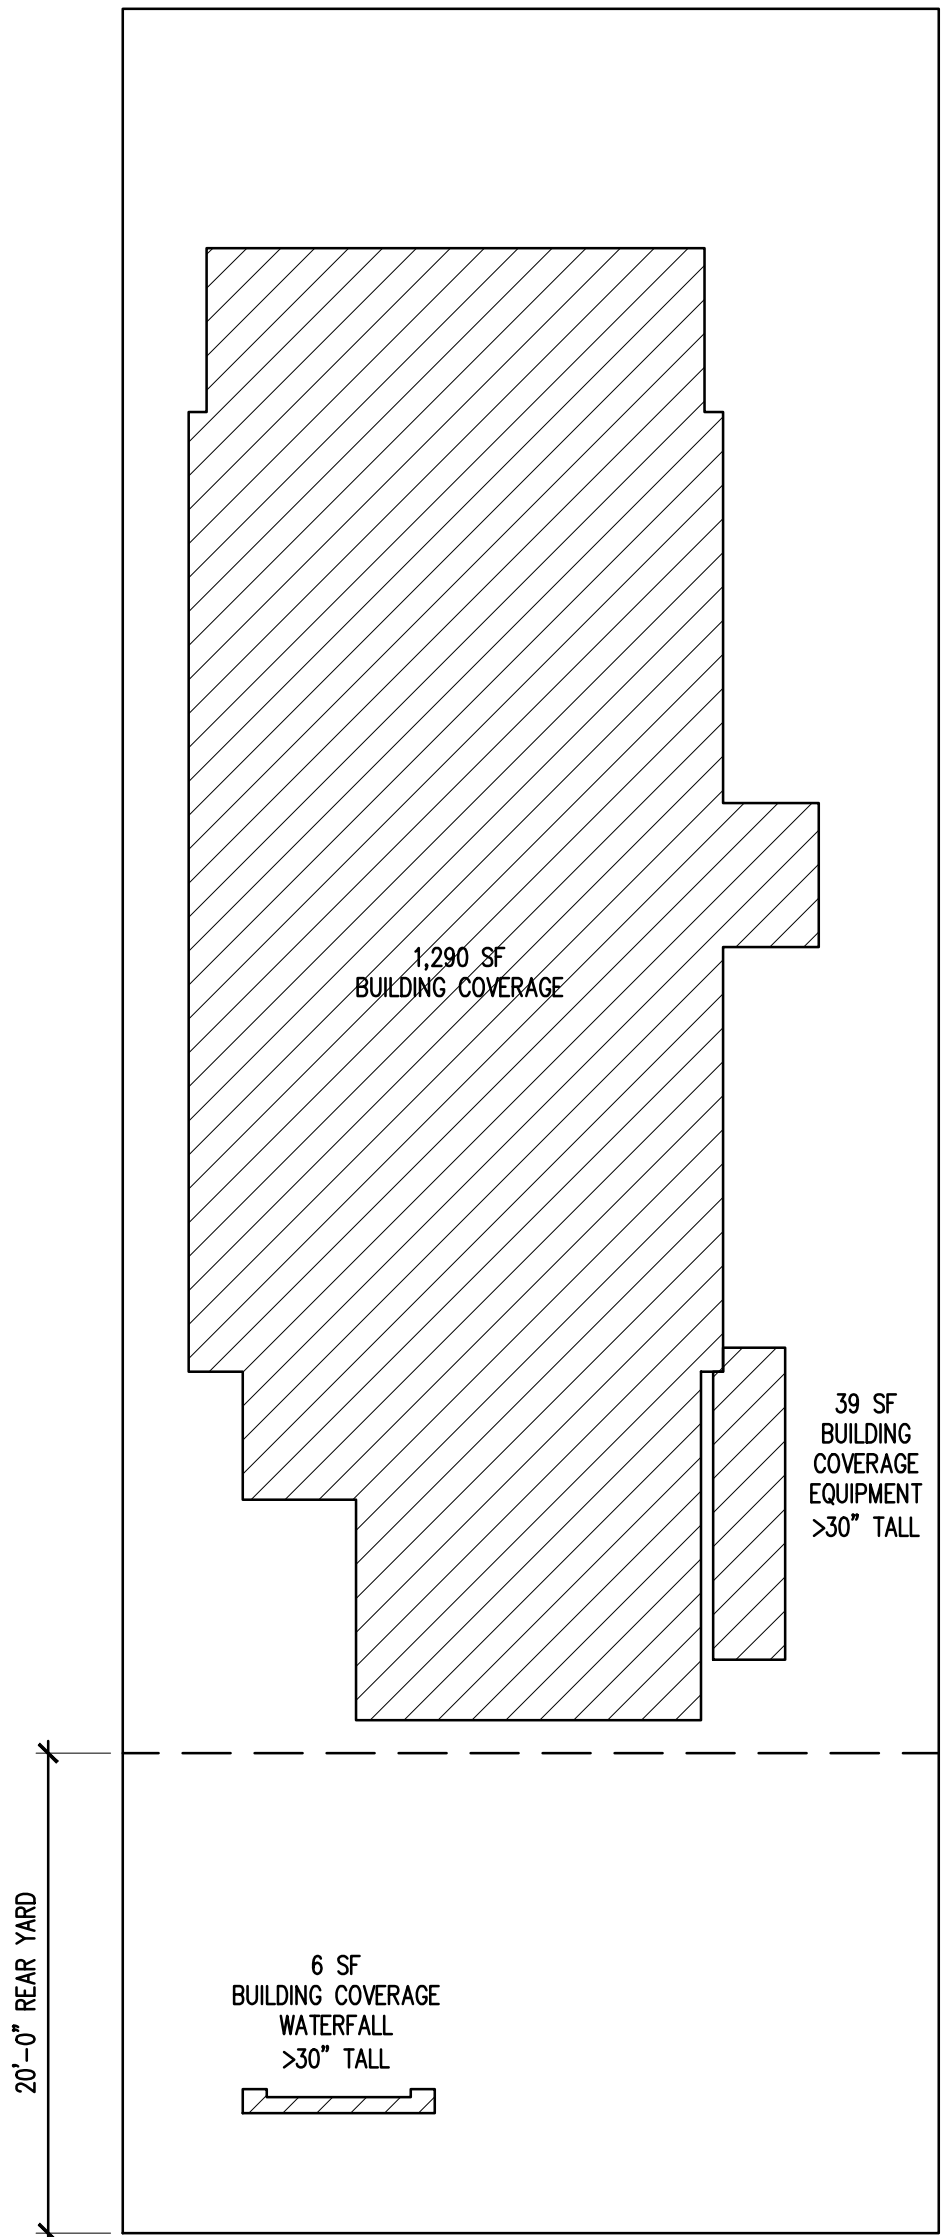 1,290 SF
BUILDING COVERAGE
39 SF
BUILDING
COVERAGE
EQUIPMENT
>30" TALL
20'-0" REAR YARD
6 SF
BUILDING COVERAGE
WATERFALL
>30" TALL